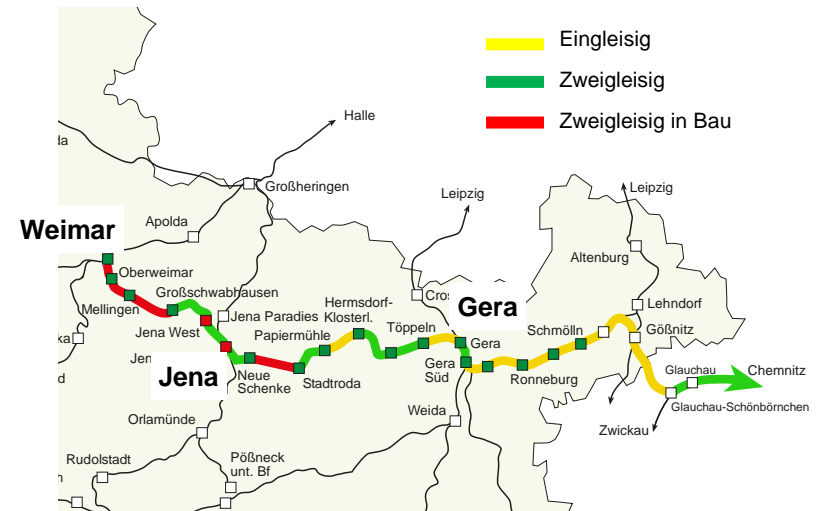 Eingleisig
Zweigleisig
Zweigleisig in Bau
Halle
Großheringen
Leipzig
Leipzig
Apolda
Weimar
Altenburg
Oberweimar
Großschwabhausen
Mellingen
Hermsdorf-
Klosterl.
Gera
Lehndorf
Jena Paradies
Jena West
Papiermühle
Töppeln
Gera
Schmölln
Gößnitz
Gera
Süd
Jena
Neue
Schenke
Stadtroda
Ronneburg
Glauchau
Chemnitz
Glauchau-Schönbörnchen
Weida
Zwickau
Orlamünde
Rudolstadt
Pößneck
unt. Bf